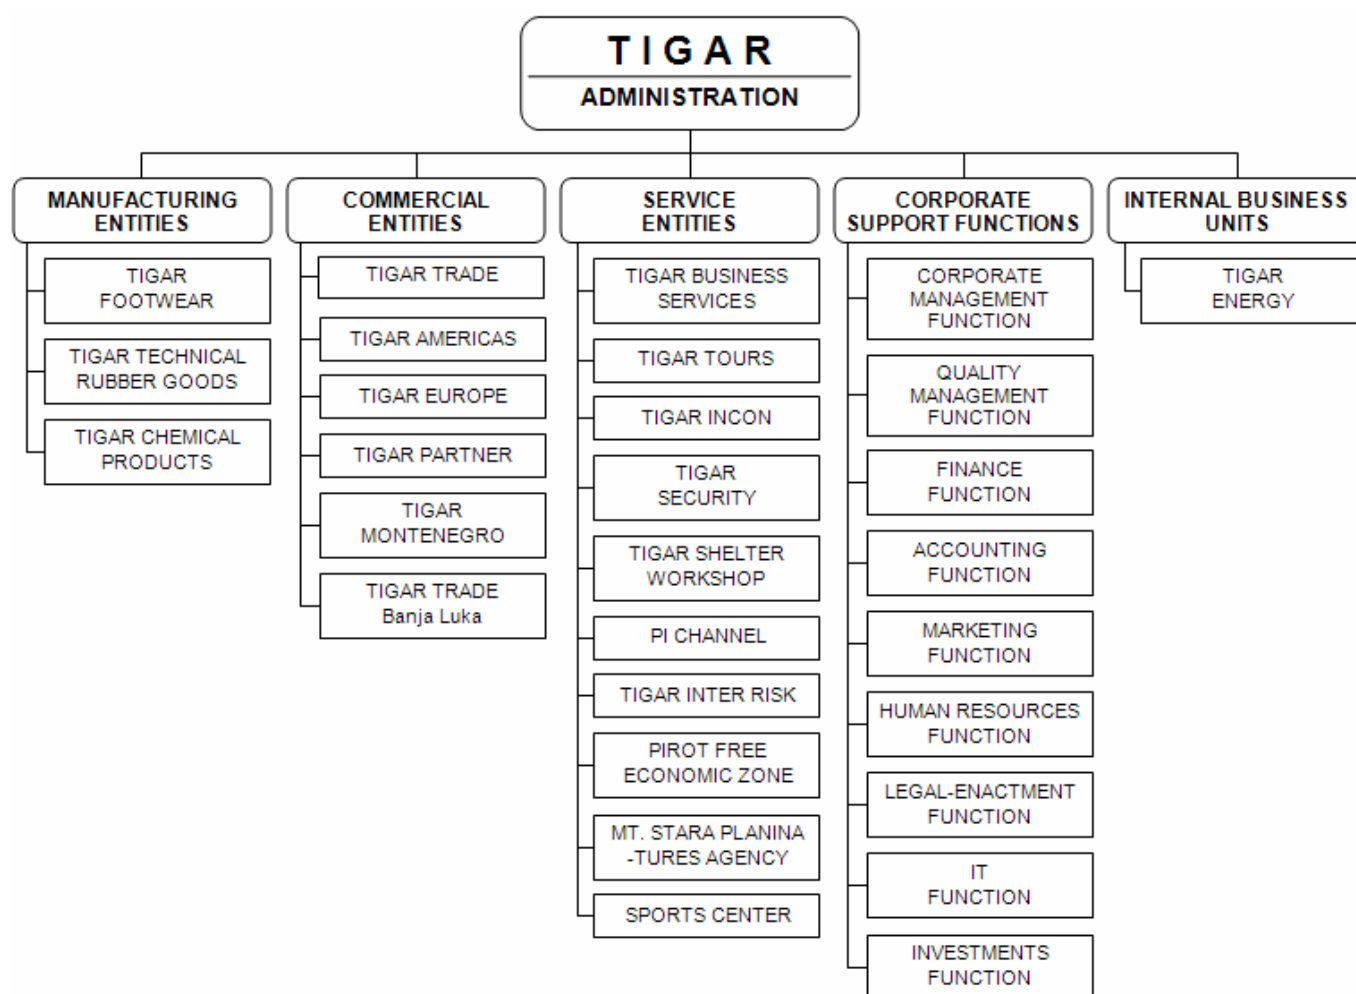 TIGAR
ADMINISTRATION
MANUFACTURING
ENTITIES
TIGAR
FOOTWEAR
TIGAR TECHNICAL
RUBBER GOODS
TIGAR CHEMICAL
PRODUCTS
COMMERCIAL
ENTITIES
TIGAR TRADE
TIGAR AMERICAS
TIGAR EUROPE
TIGAR PARTNER
TIGAR
MONTENEGRO
TIGAR TRADE
Banja Luka
SERVICE
ENTITIES
TIGAR BUSINESS
SERVICES
TIGAR TOURS
TIGAR INCON
TIGAR
SECURITY
TIGAR SHELTER
WORKSHOP
PI CHANNEL
TIGAR INTER RISK
PIROT FREE
ECONOMIC ZONE
MT. STARA PLANINA
-TURES AGENCY
SPORTS CENTER
CORPORATE
SUPPORT FUNCTIONS
CORPORATE
MANAGEMENT
FUNCTION
QUALITY
MANAGEMENT
FUNCTION
FINANCE
FUNCTION
ACCOUNTING
FUNCTION
MARKETING
FUNCTION
HUMAN RESOURCES
FUNCTION
LEGAL-ENACTMENT
FUNCTION
IT
FUNCTION
INVESTMENTS
FUNCTION
INTERNAL BUSINESS
UNITS
TIGAR
ENERGY